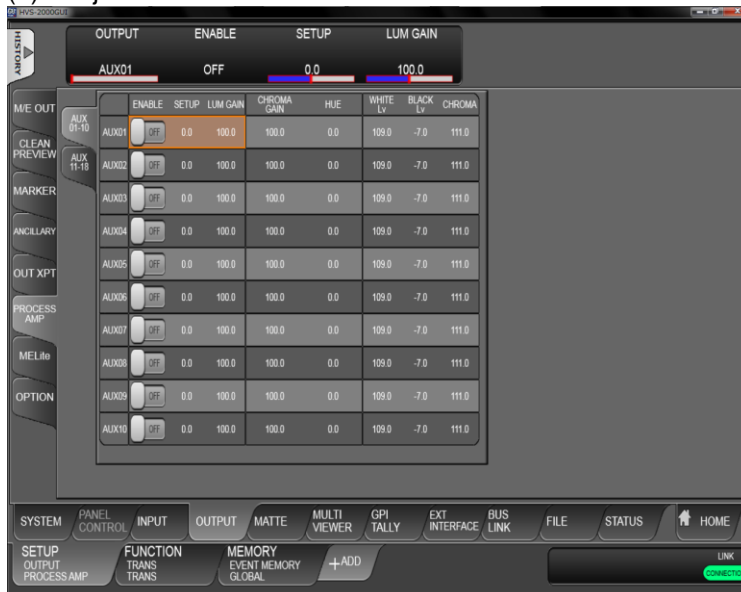 HVS-2000GUI
HISTORY
OUTPUT ENABLE SETUP LUM GAIN
AUX01 OFF 0.0 100.0
M/E OUT
CLEAN PREVIEW
MARKER
ANCILLARY
OUT XPT
PROCESS AMP
MELite
OPTION
AUX 01-10
AUX 11-18
ENABLE SETUP LUM GAIN CHROMA GAIN HUE WHITE Lv BLACK Lv CHROMA
AUX01 OFF 0.0 100.0 100.0 0.0 109.0 -7.0 111.0
AUX02 OFF 0.0 100.0 100.0 0.0 109.0 -7.0 111.0
AUX03 OFF 0.0 100.0 100.0 0.0 109.0 -7.0 111.0
AUX04 OFF 0.0 100.0 100.0 0.0 109.0 -7.0 111.0
AUX05 OFF 0.0 100.0 100.0 0.0 109.0 -7.0 111.0
AUX06 OFF 0.0 100.0 100.0 0.0 109.0 -7.0 111.0
AUX07 OFF 0.0 100.0 100.0 0.0 109.0 -7.0 111.0
AUX08 OFF 0.0 100.0 100.0 0.0 109.0 -7.0 111.0
AUX09 OFF 0.0 100.0 100.0 0.0 109.0 -7.0 111.0
AUX10 OFF 0.0 100.0 100.0 0.0 109.0 -7.0 111.0
SYSTEM PANEL CONTROL INPUT OUTPUT MATTE MULTI VIEWER GPI TALLY EXT INTERFACE BUS LINK FILE STATUS HOME
SETUP FUNCTION MEMORY +ADD
OUTPUT TRANS EVENT MEMORY
PROCESS AMP TRANS GLOBAL
LINK
CONNECTIO